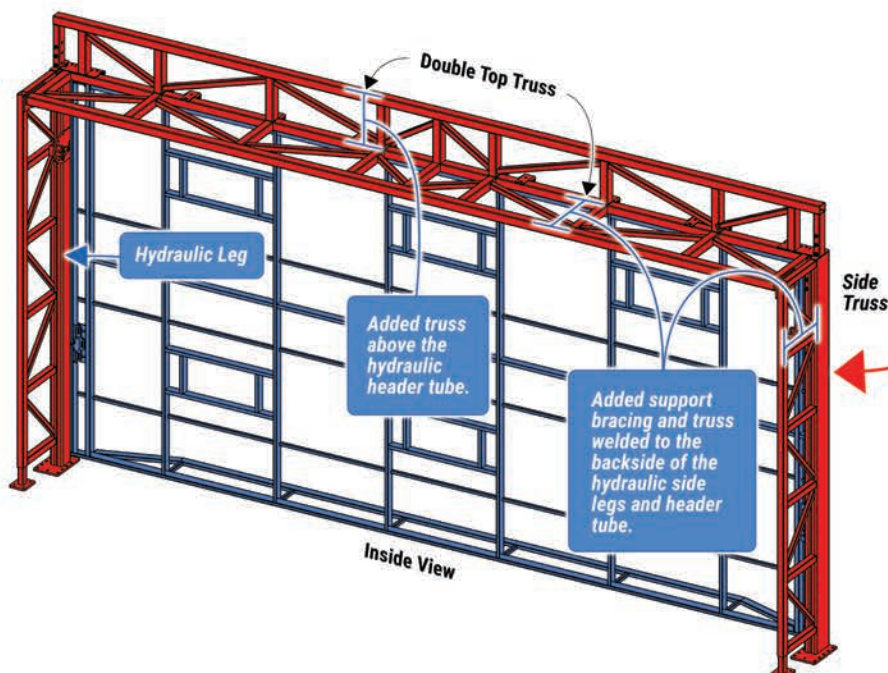 Double Top Truss
Hydraulic Leg
Added truss
above the
hydraulic
header tube.
Side
Truss
Added support
bracing and truss
welded to the
backside of the
hydraulic side
legs and header
tube.
Inside View